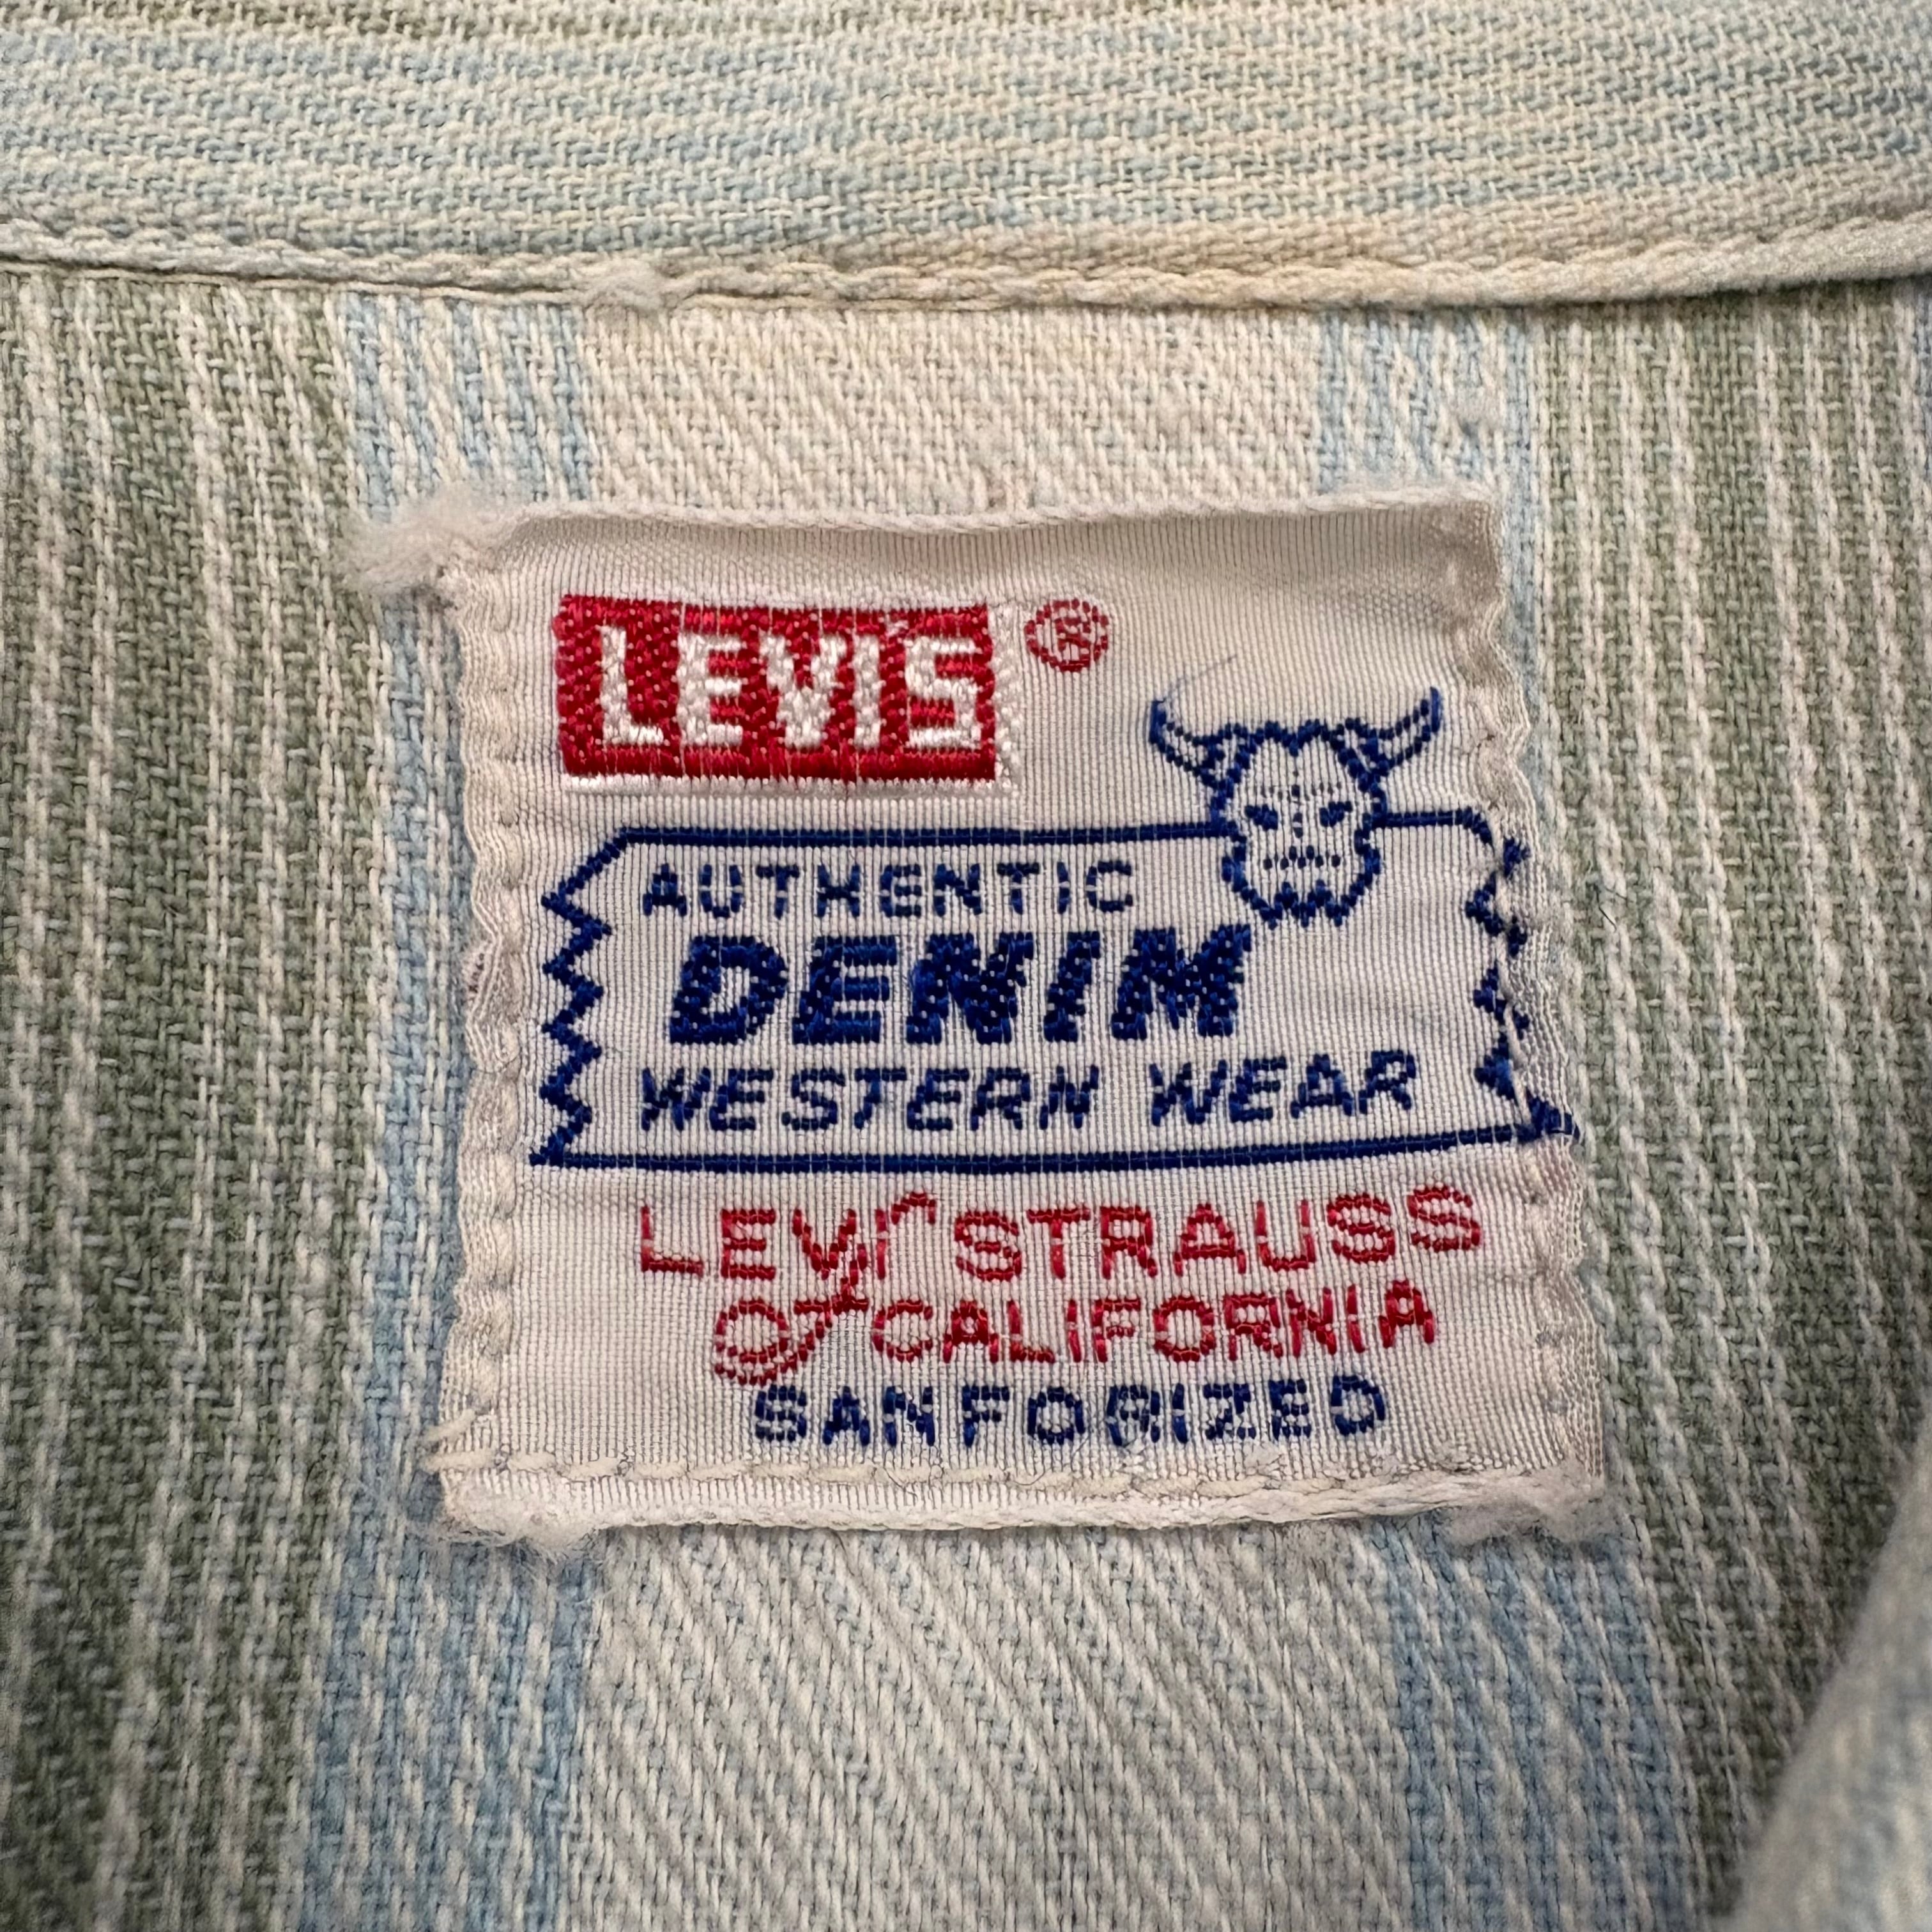 LEVI'S ®
AUTHENTIC
DENIM
WESTERN WEAR
LEVI STRAUSS
OF CALIFORNIA
SANFORIZED